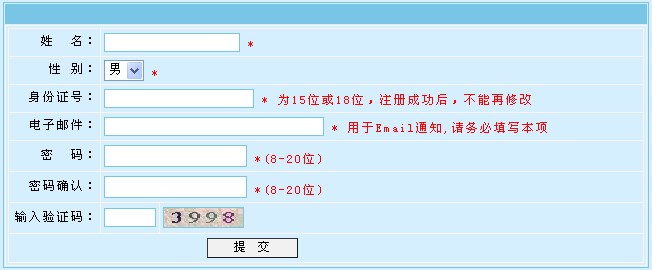 姓 名：*
性 别：男 *
身份证号：* 为15位或18位，注册成功后，不能再修改
电子邮件：* 用于Email通知,请务必填写本项
密 码：*(8-20位)
密码确认：*(8-20位)
输入验证码：3998
提 交